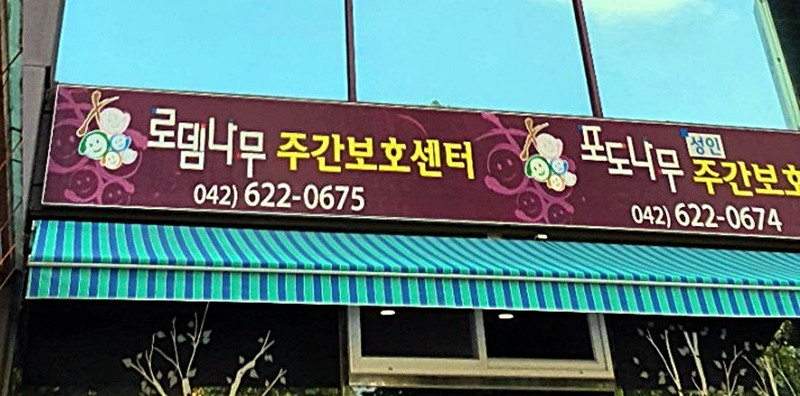 로뎀나무 주간보호센터
042) 622-0675
포도나무 성인 주간보호
042) 622-0674